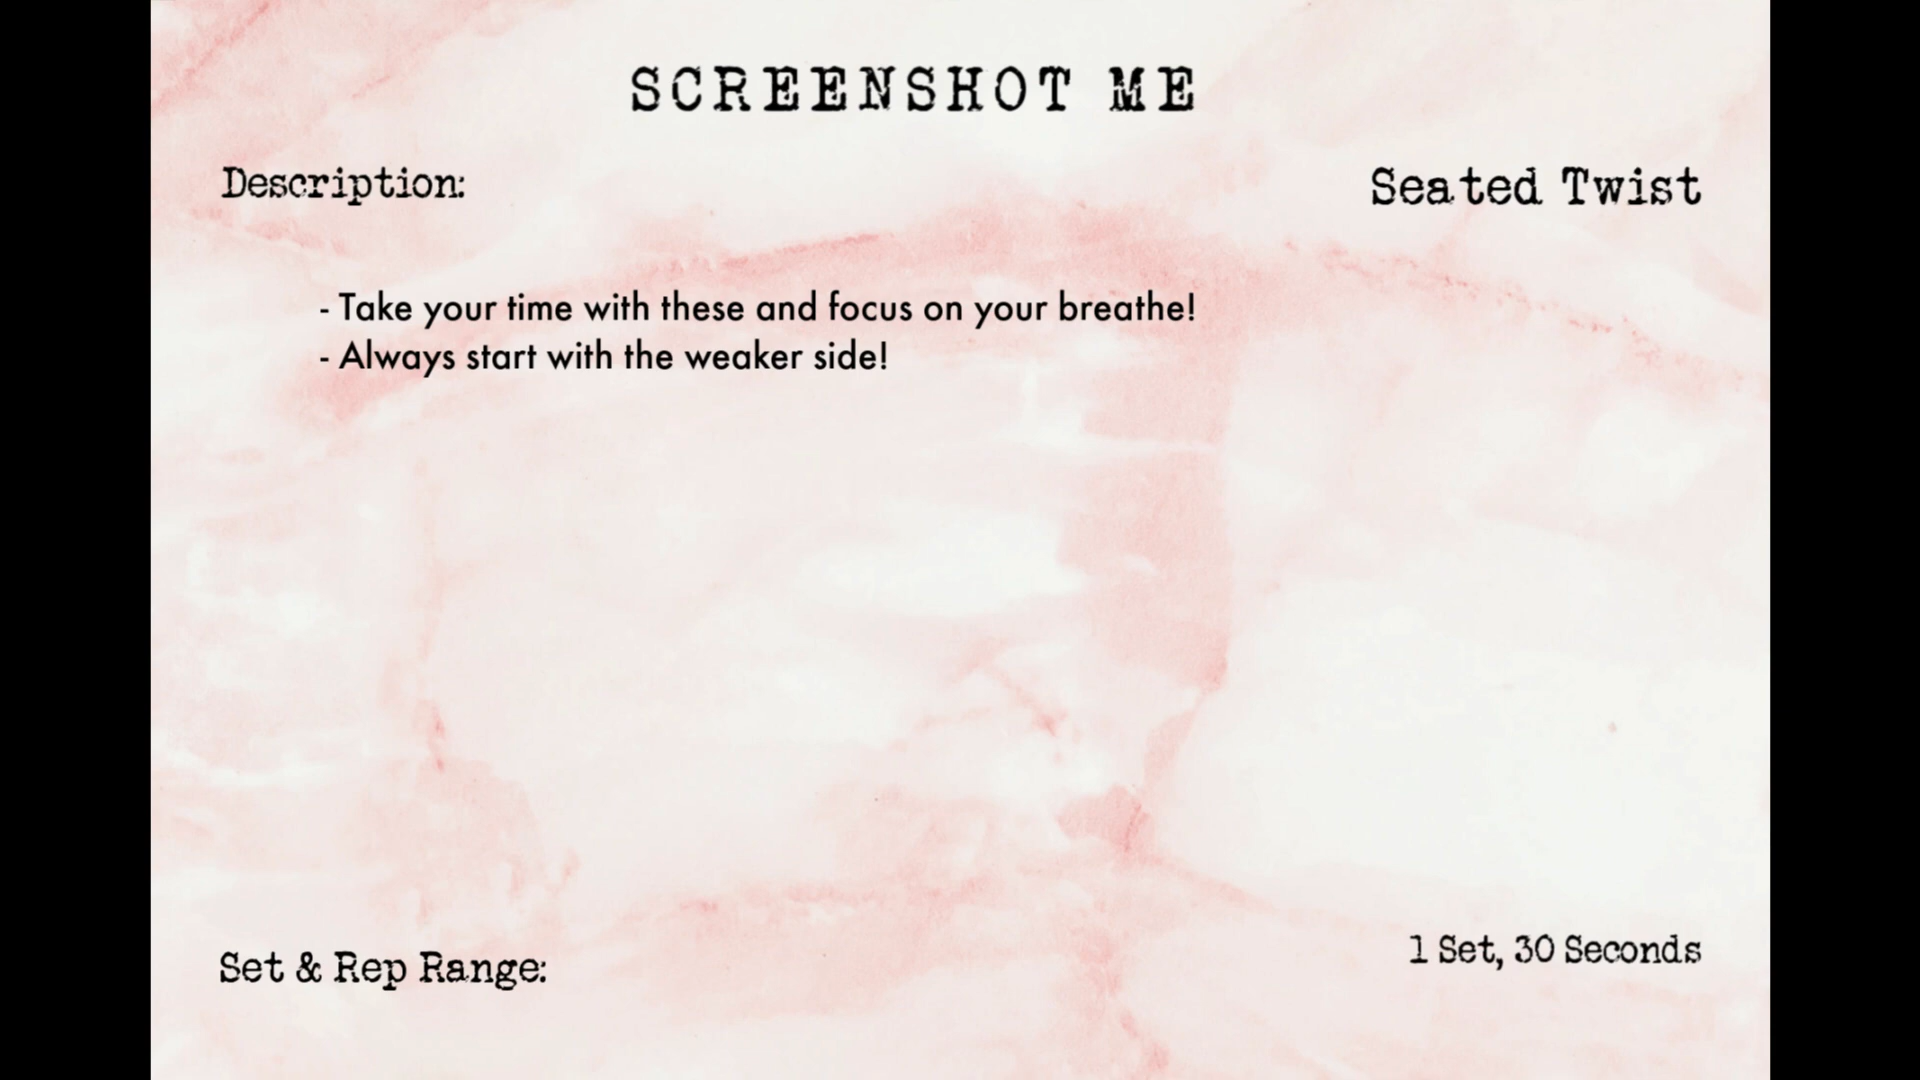 SCREENSHOT ME
Description:
Seated Twist
- Take your time with these and focus on your breathe!
- Always start with the weaker side!
Set & Rep Range:
1 Set, 30 Seconds